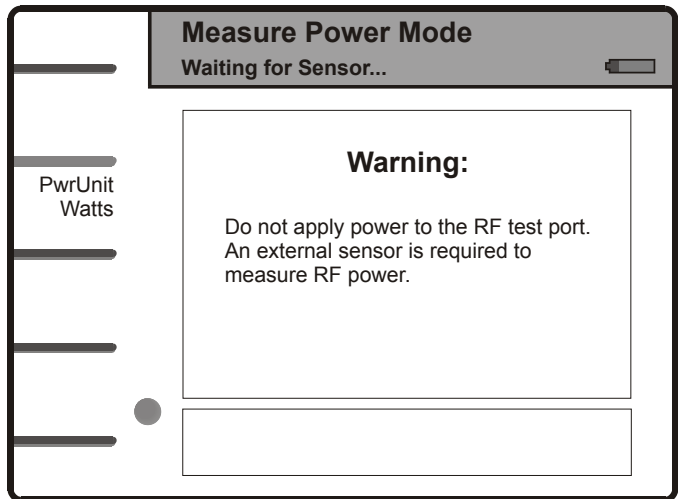 Measure Power Mode
Waiting for Sensor...
PwrUnit
Watts
Warning:
Do not apply power to the RF test port.
An external sensor is required to
measure RF power.